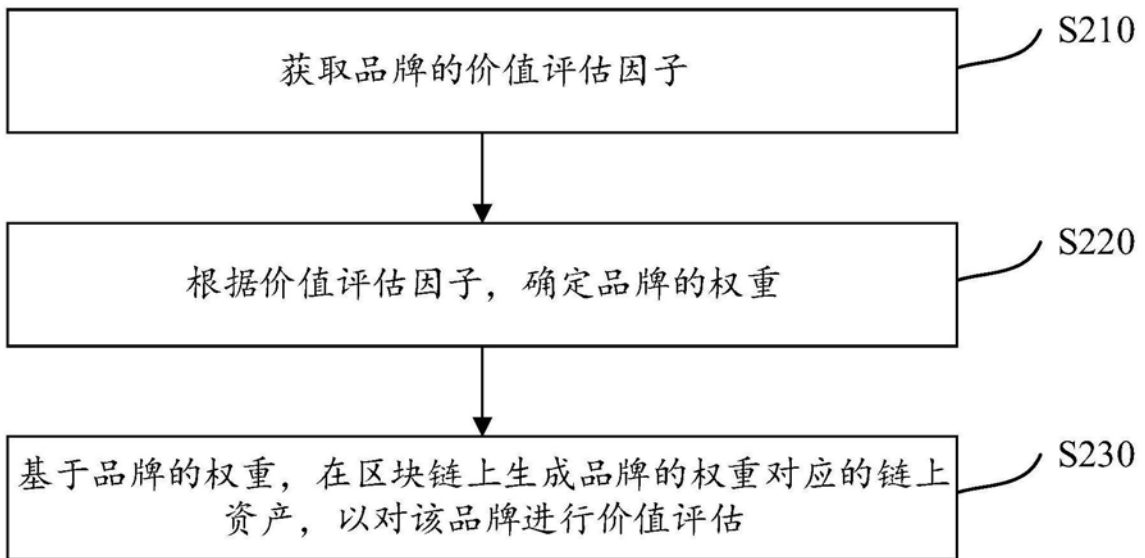 S210
获取品牌的价值评估因子
S220
根据价值评估因子，确定品牌的权重
S230
基于品牌的权重，在区块链上生成品牌的权重对应的链上
资产，以对该品牌进行价值评估